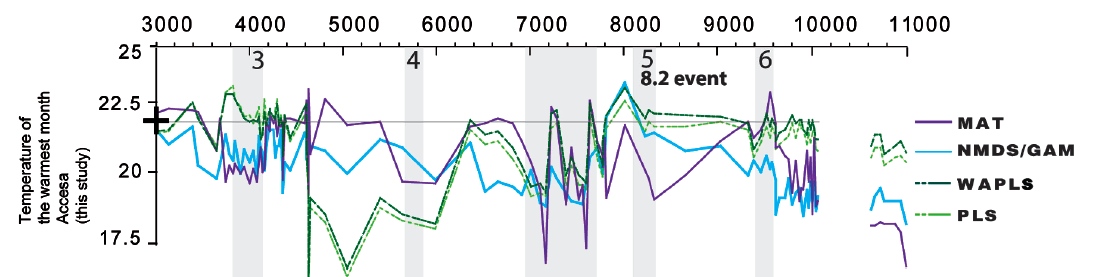 3000 4000 5000 6000 7000 8000 9000 10000 11000
25
3 4 5 6
8.2 event
22.5
20
17.5
Temperature of
the warmest month
Accesa
(this study)
MAT
NMDS/GAM
WAPLS
PLS